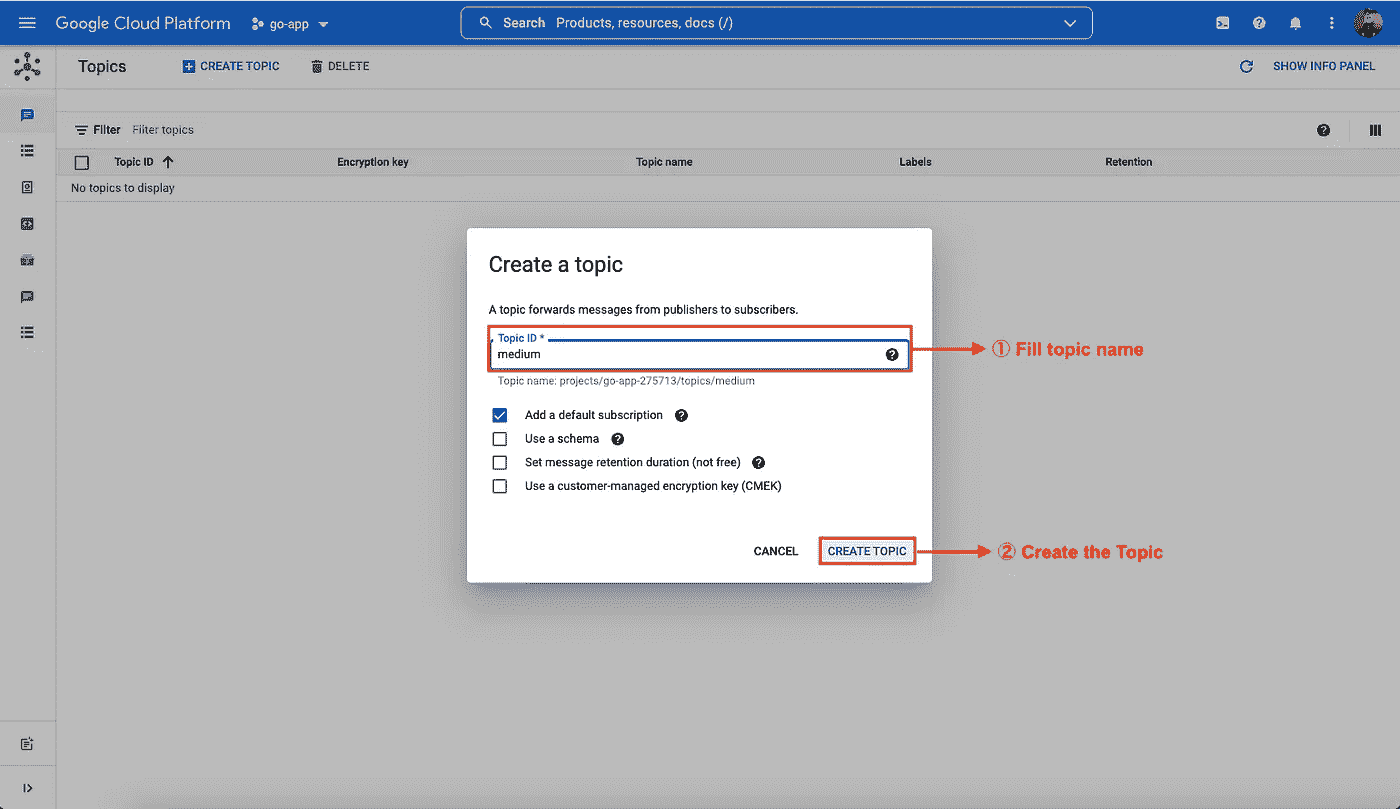 Google Cloud Platform go-app Search Products, resources, docs (/)
Topics CREATE TOPIC DELETE SHOW INFO PANEL
Filter Filter topics
Topic ID Encryption key Topic name Labels Retention
No topics to display
Create a topic
A topic forwards messages from publishers to subscribers.
Topic ID *
medium
① Fill topic name
Topic name: projects/go-app-275713/topics/medium
Add a default subscription
Use a schema
Set message retention duration (not free)
Use a customer-managed encryption key (CMEK)
CANCEL CREATE TOPIC
② Create the Topic